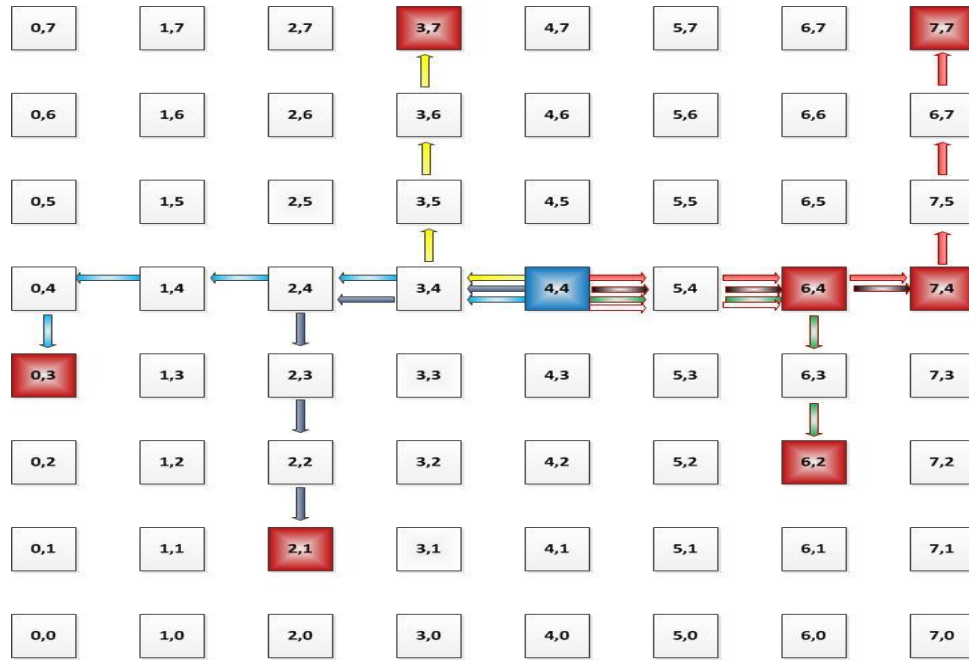 0,7 1,7 2,7 3,7 4,7 5,7 6,7 7,7
0,6 1,6 2,6 3,6 4,6 5,6 6,6 6,7
0,5 1,5 2,5 3,5 4,5 5,5 6,5 7,5
0,4 1,4 2,4 3,4 4,4 5,4 6,4 7,4
0,3 1,3 2,3 3,3 4,3 5,3 6,3 7,3
0,2 1,2 2,2 3,2 4,2 5,2 6,2 7,2
0,1 1,1 2,1 3,1 4,1 5,1 6,1 7,1
0,0 1,0 2,0 3,0 4,0 5,0 6,0 7,0